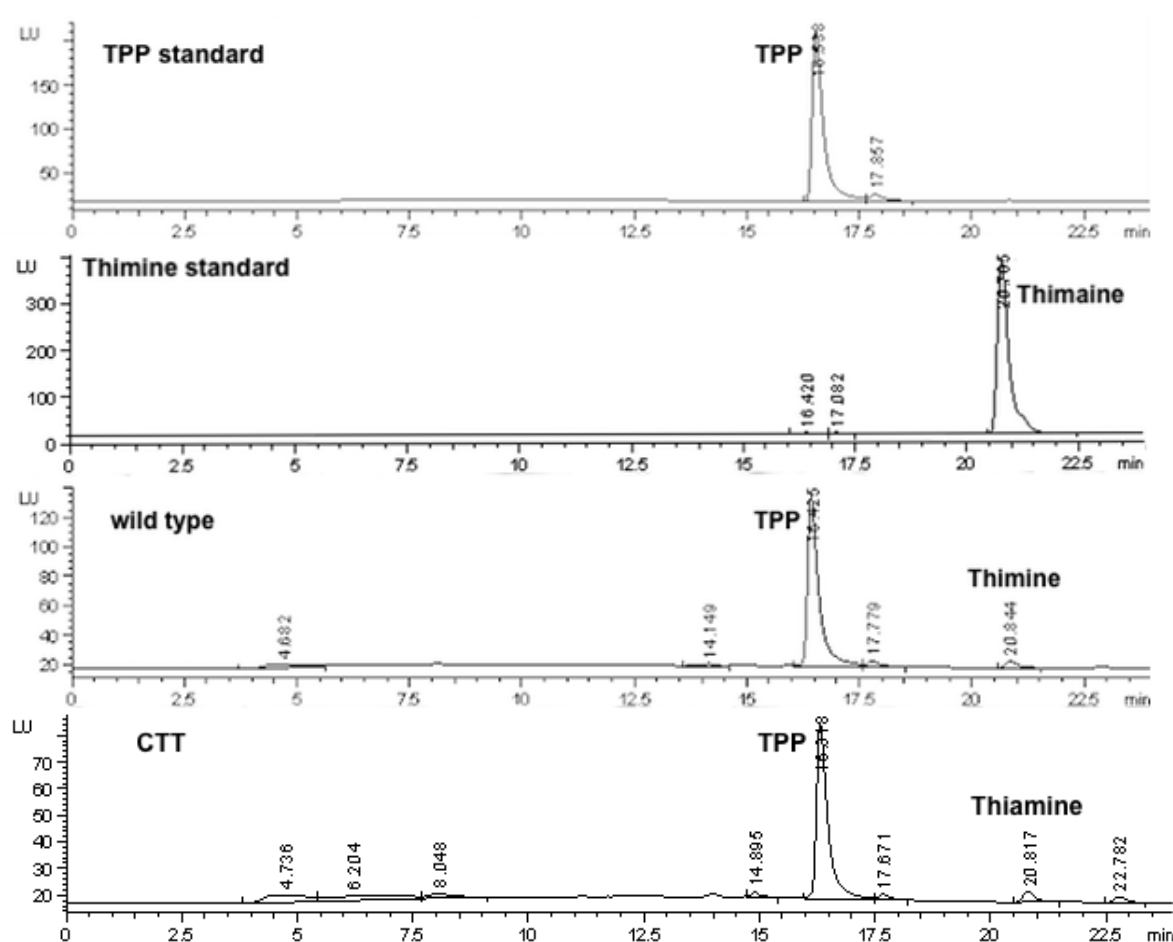 LU
TPP standard
TPP
17.857
150
100
50
0 2.5 5 7.5 10 12.5 15 17.5 20 22.5 min
LU
Thimine standard
Thimaine
20.705
16.420
17.082
300
200
100
0
0 2.5 5 7.5 10 12.5 15 17.5 20 22.5 min
LU
wild type
TPP
Thimine
4.682
14.149
17.779
20.844
120
100
80
60
40
20
0 2.5 5 7.5 10 12.5 15 17.5 20 22.5 min
LU
CTT
TPP
Thiamine
4.736
6.204
8.048
14.895
17.671
20.817
22.782
70
60
50
40
30
20
0 2.5 5 7.5 10 12.5 15 17.5 20 22.5 min